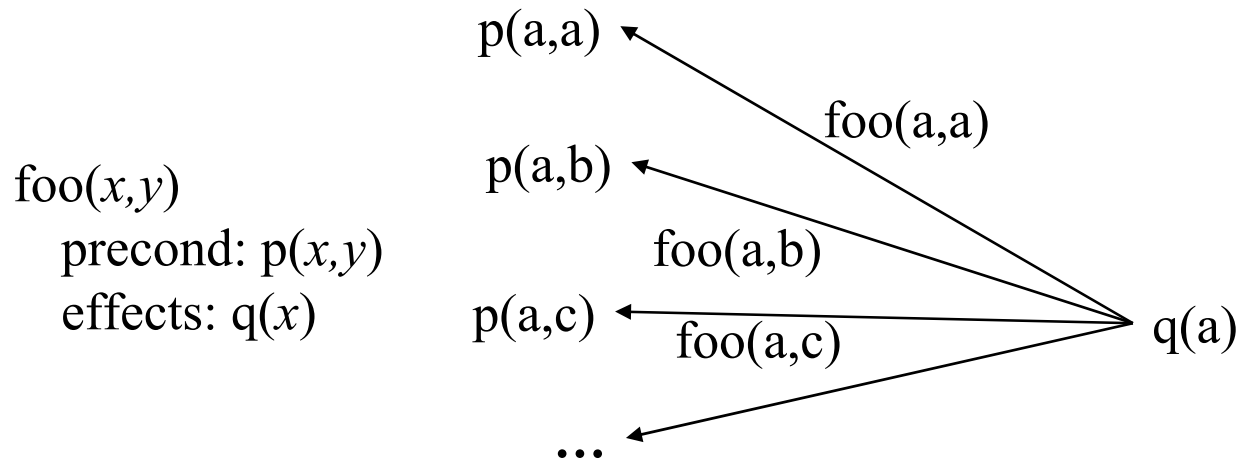 p(a,a)
foo(a,a)
p(a,b)
foo(x,y)
foo(a,b)
precond: p(x,y)
effects: q(x)
p(a,c)
foo(a,c)
q(a)
...